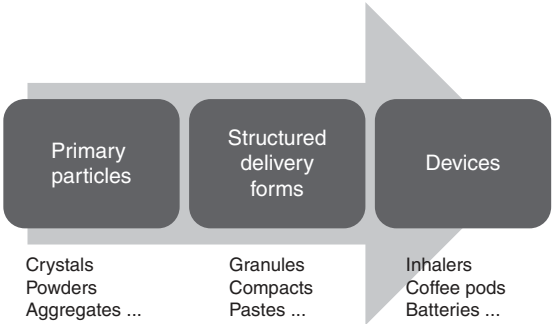 Primary
particles
Structured
delivery
forms
Devices
Crystals
Powders
Aggregates ...
Granules
Compacts
Pastes ...
Inhalers
Coffee pods
Batteries ...